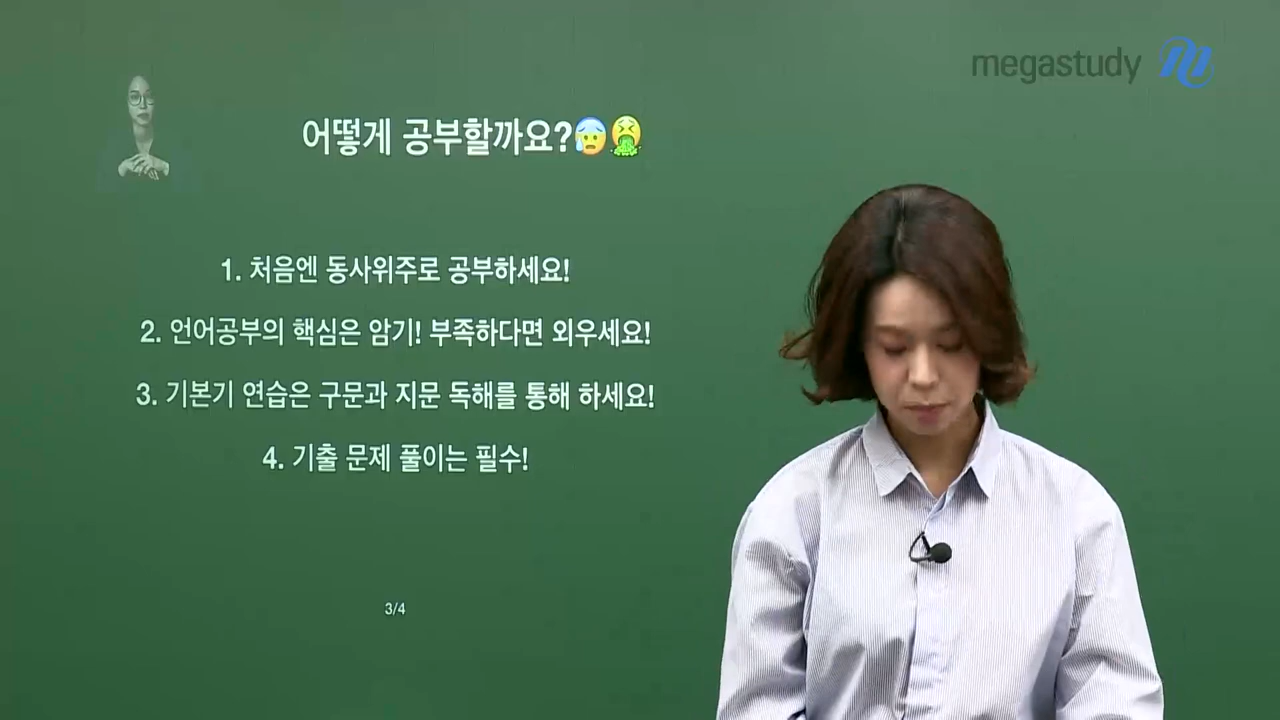 megastudy
어떻게 공부할까요?😰🤮
1. 처음엔 동사위주로 공부하세요!
2. 언어공부의 핵심은 암기! 부족하다면 외우세요!
3. 기본기 연습은 구문과 지문 독해를 통해 하세요!
4. 기출 문제 풀이는 필수!
3/4